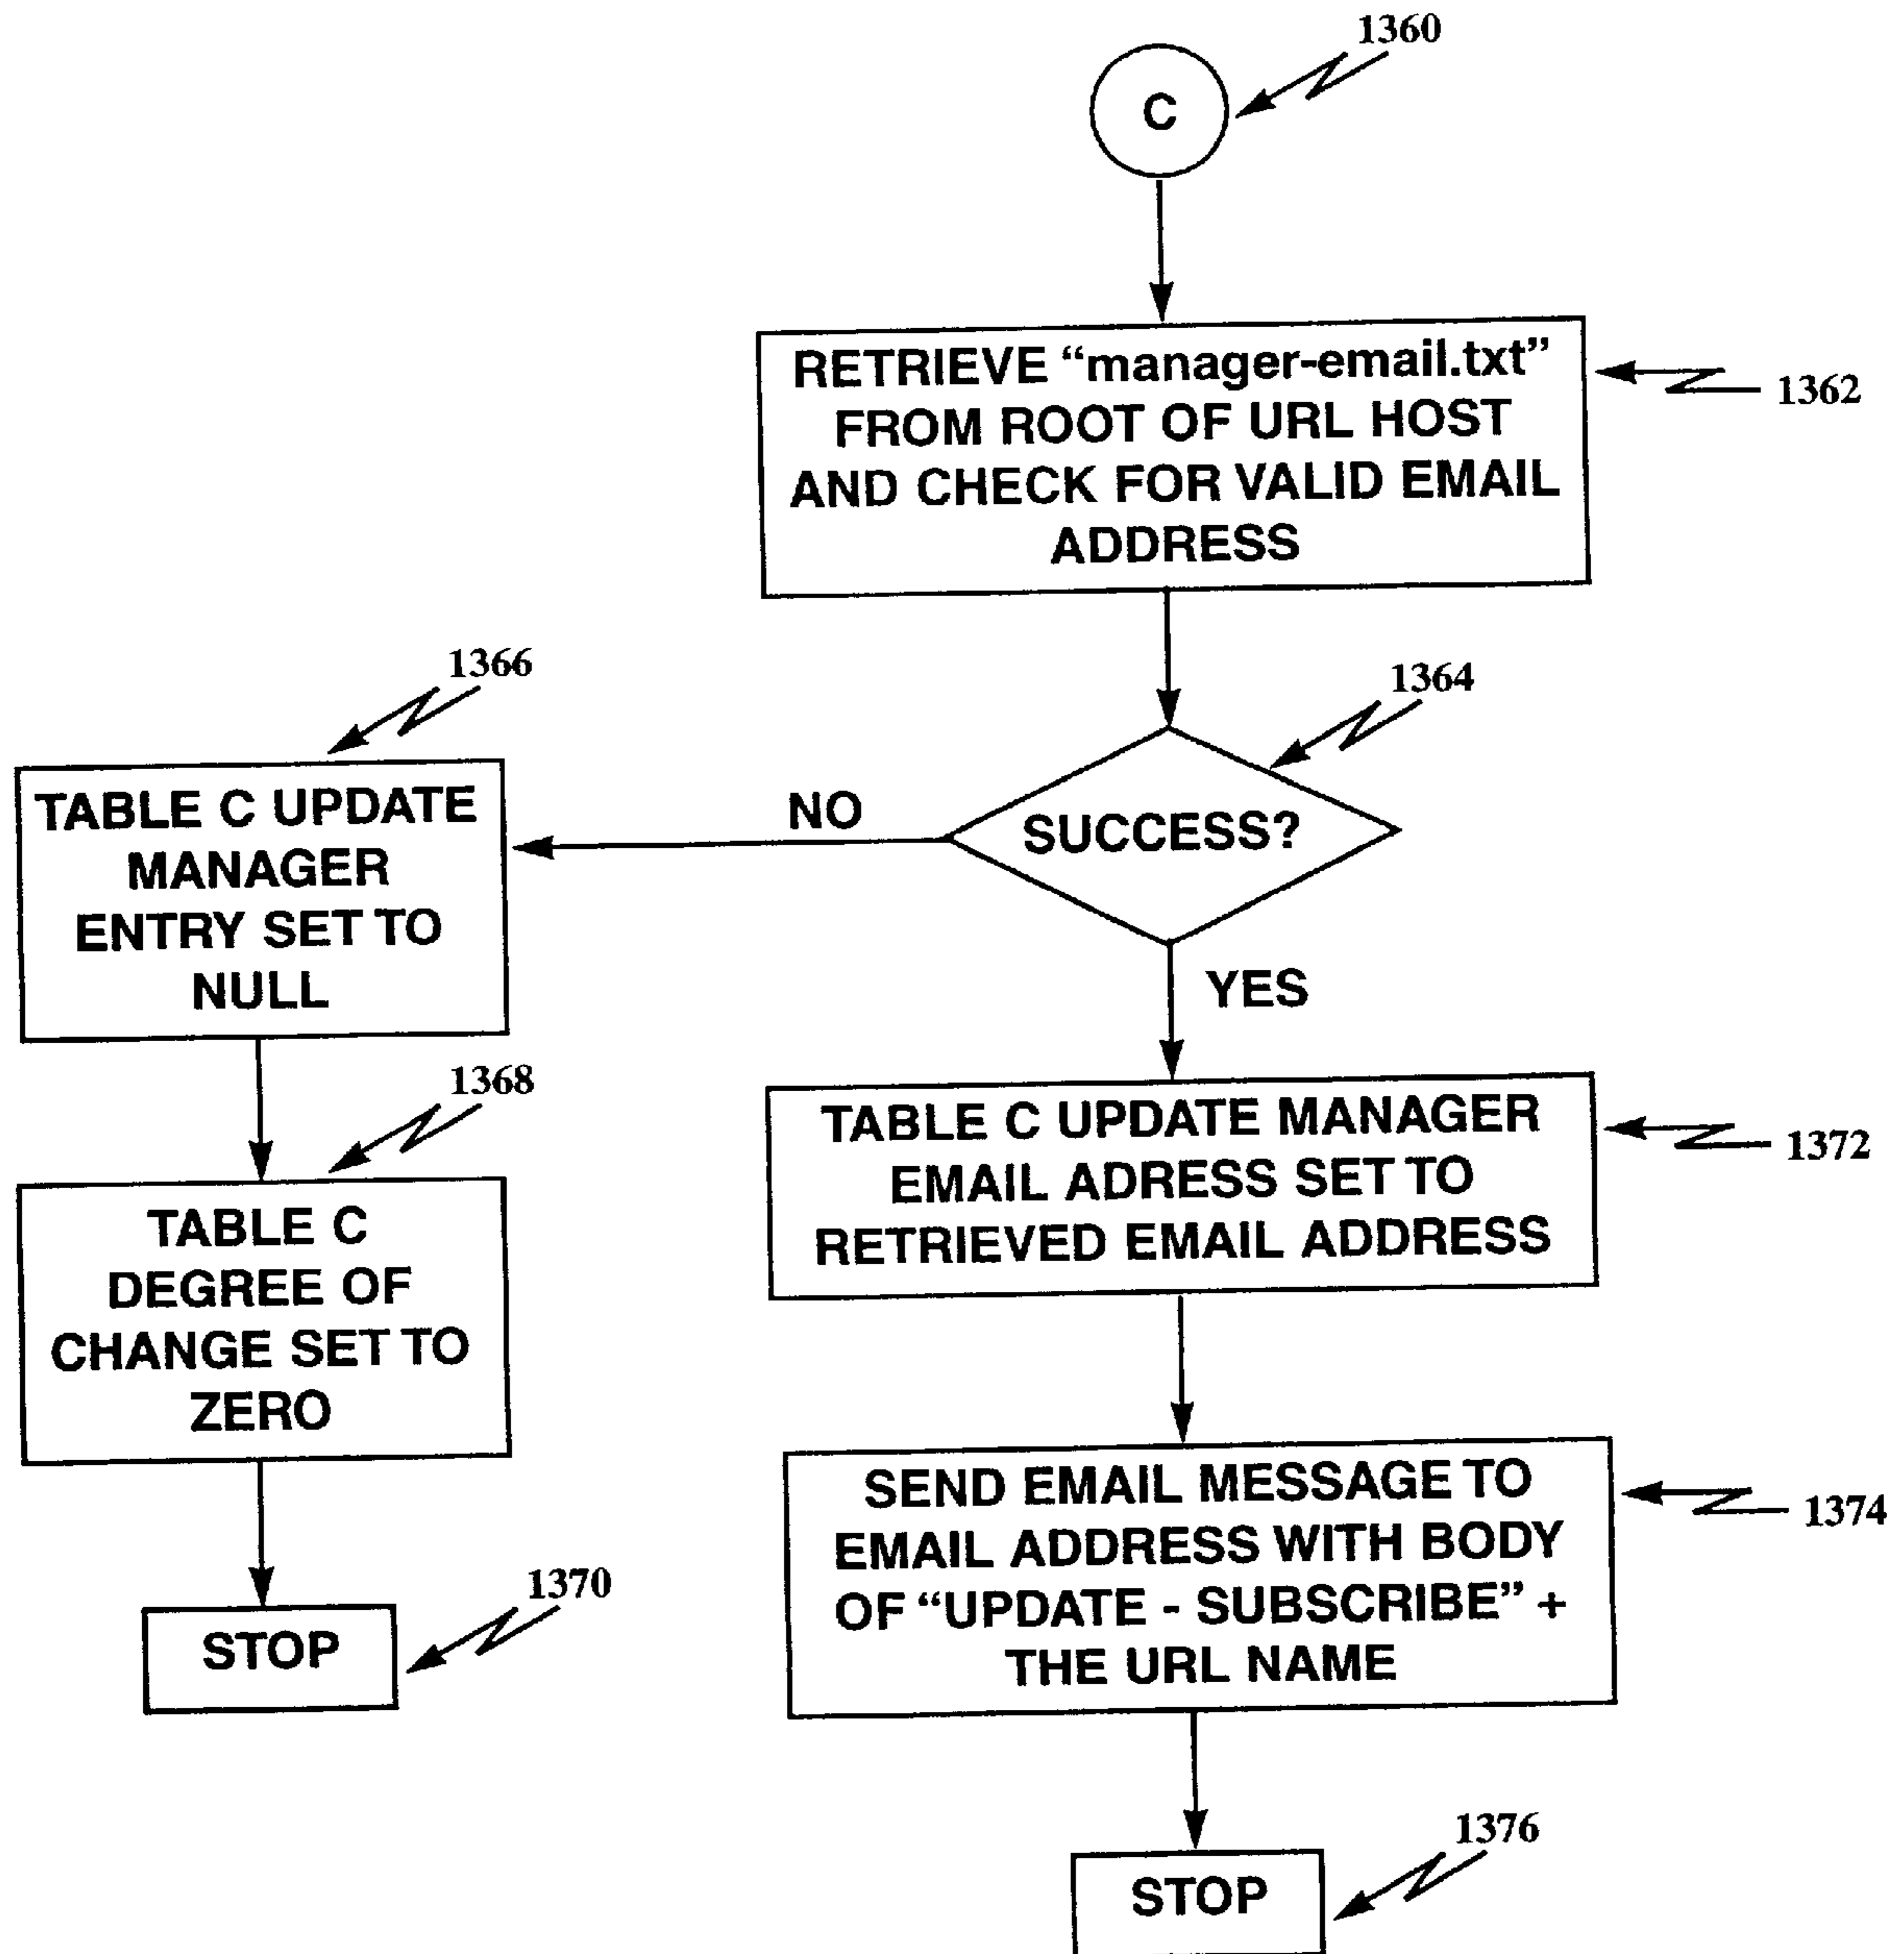 1360
C
RETRIEVE “manager-email.txt”
FROM ROOT OF URL HOST
AND CHECK FOR VALID EMAIL
ADDRESS
1362
1364
SUCCESS?
NO
YES
1366
TABLE C UPDATE
MANAGER
ENTRY SET TO
NULL
1368
TABLE C
DEGREE OF
CHANGE SET TO
ZERO
1370
STOP
TABLE C UPDATE MANAGER
EMAIL ADRESS SET TO
RETRIEVED EMAIL ADDRESS
1372
SEND EMAIL MESSAGE TO
EMAIL ADDRESS WITH BODY
OF “UPDATE - SUBSCRIBE” +
THE URL NAME
1374
1376
STOP